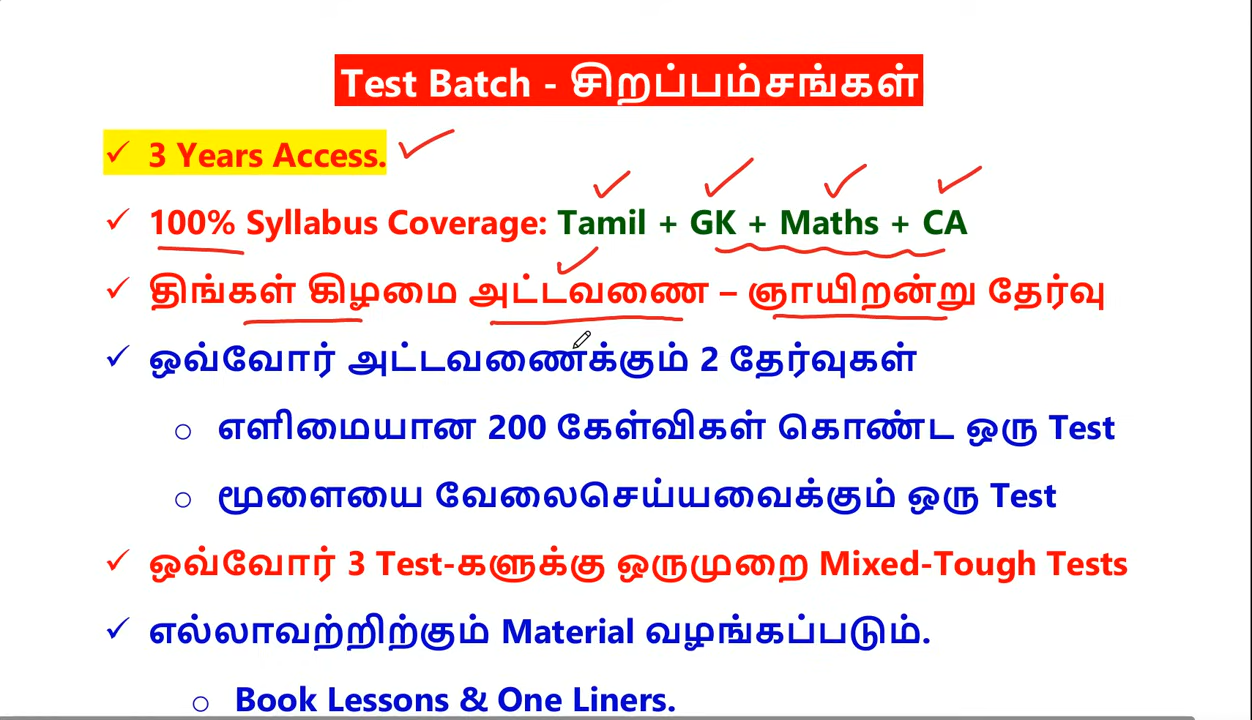 Test Batch - சிறப்பம்சங்கள்
✓ 3 Years Access.
✓ 100% Syllabus Coverage: Tamil + GK + Maths + CA
✓ திங்கள் கிழமை அட்டவணை – ஞாயிறன்று தேர்வு
✓ ஒவ்வோர் அட்டவணைக்கும் 2 தேர்வுகள்
o எளிமையான 200 கேள்விகள் கொண்ட ஒரு Test
o மூளையை வேலைசெய்யவைக்கும் ஒரு Test
✓ ஒவ்வோர் 3 Test-களுக்கு ஒருமுறை Mixed-Tough Tests
✓ எல்லாவற்றிற்கும் Material வழங்கப்படும்.
o Book Lessons & One Liners.